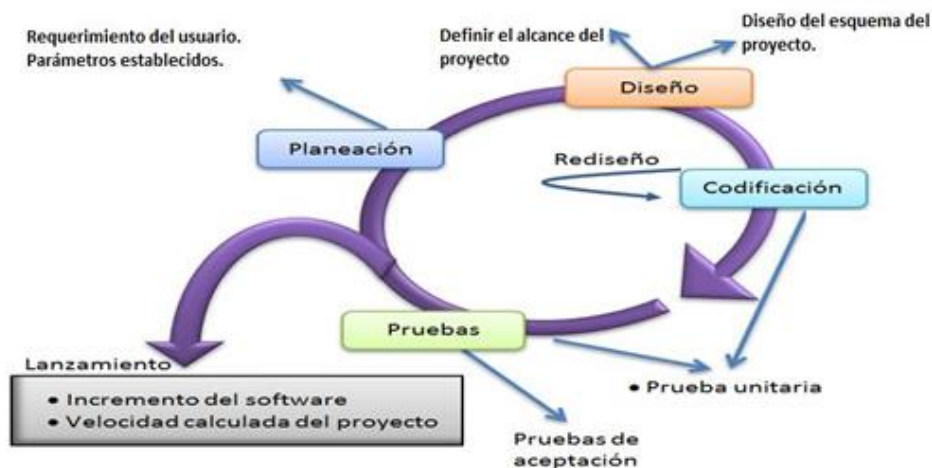 Requerimiento del usuario.
Parámetros establecidos.
Definir el alcance del
proyecto
Diseño del esquema del
proyecto.
Diseño
Planeación
Rediseño
Codificación
Pruebas
Lanzamiento
• Incremento del software
• Velocidad calculada del proyecto
• Prueba unitaria
Pruebas de
aceptación